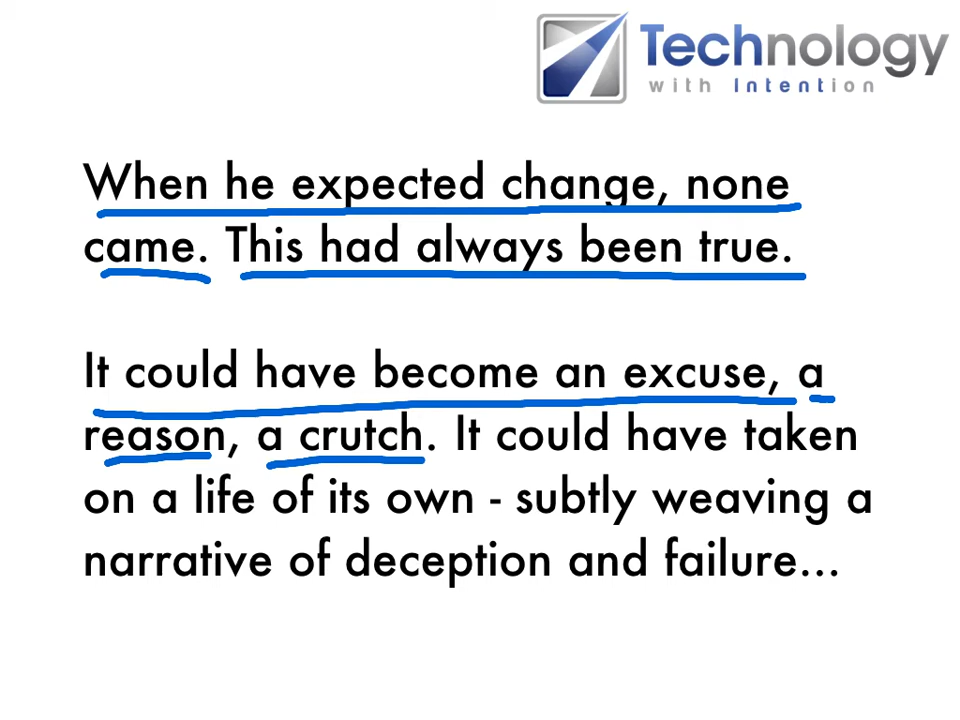 Technology
with Intention
When he expected change, none
came. This had always been true.
It could have become an excuse, a
reason, a crutch. It could have taken
on a life of its own - subtly weaving a
narrative of deception and failure...